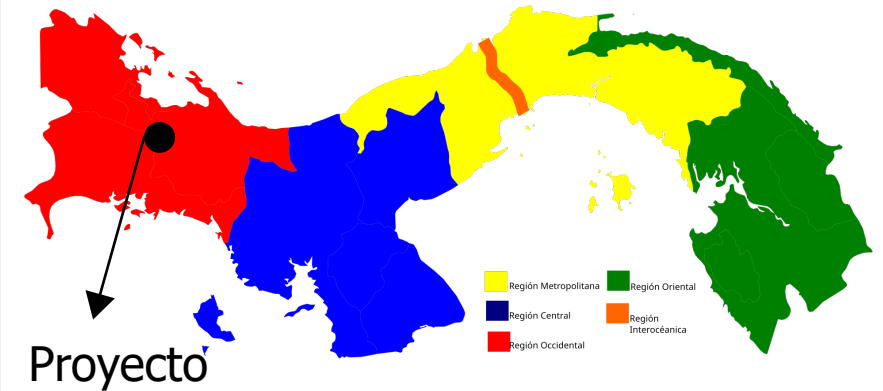 Región Metropolitana
Región Oriental
Región Central
Región
Interocéanica
Región Occidental
Proyecto